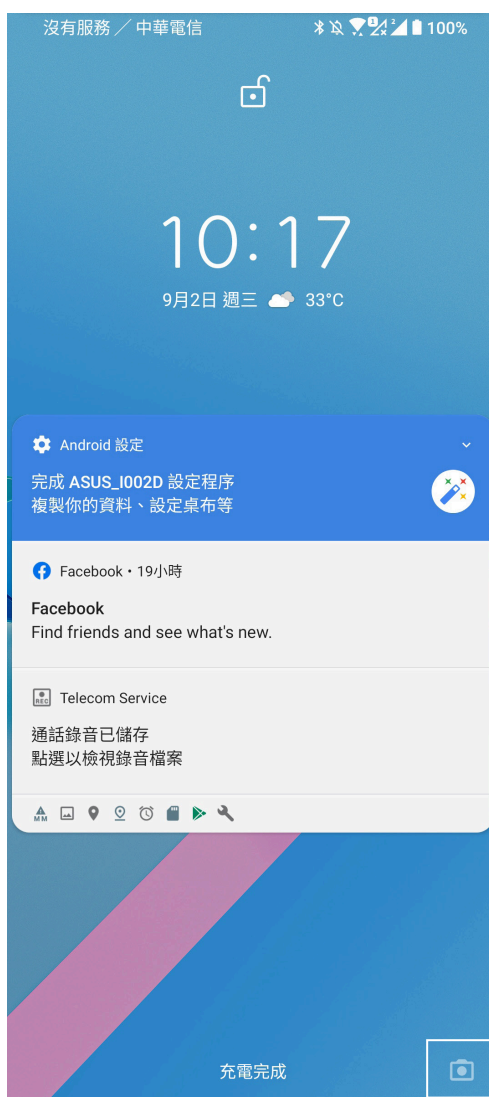 沒有服務／中華電信
100%
10:17
9月2日 週三 33°C
Android 設定
完成 ASUS_I002D 設定程序
複製你的資料、設定桌布等
Facebook • 19小時
Facebook
Find friends and see what's new.
REC
Telecom Service
通話錄音已儲存
點選以檢視錄音檔案
MM
充電完成